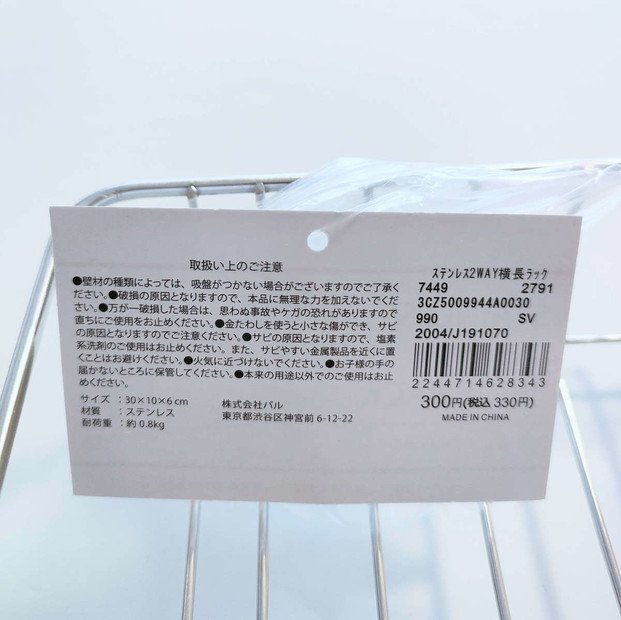 取扱い上のご注意
●壁材の種類によっては、吸盤がつかない場合がございますのでご了承く
ださい。●破損の原因となりますので、本品に無理な力を加えないでくだ
さい。●万が一破損した場合は、思わぬ事故やケガの恐れがありますので
直ちにご使用をお止めください。●金たわしを使うと小さな傷ができ、サビ
の原因となりますのでご注意ください。●サビの原因となりますので、塩素
系洗剤のご使用はお止めください。また、サビやすい金属製品を近くに置
くことはお避けください。●火気に近づけないでください。●お子様の手の
届かないところに保管してください。●本来の用途以外でのご使用はお止
めください。
サイズ：30×10×6 cm
材質：ステンレス
耐荷重：約 0.8kg
株式会社パル
東京都渋谷区神宮前 6-12-22
ステンレス2WAY横長ラック
7449 2791
3CZ5009944A0030
990 SV
2004/J191070
2244714628343
300円(税込 330円)
MADE IN CHINA